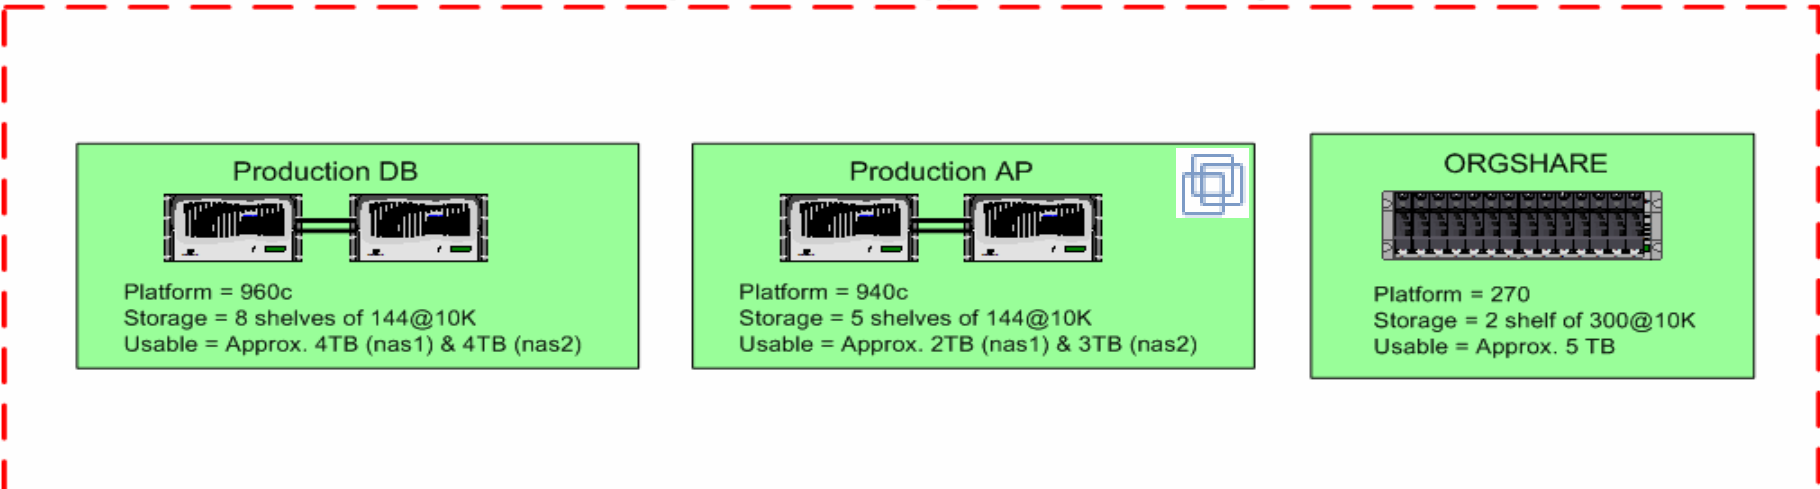 Production DB
Platform = 960c
Storage = 8 shelves of 144@10K
Usable = Approx. 4TB (nas1) & 4TB (nas2)
Production AP
Platform = 940c
Storage = 5 shelves of 144@10K
Usable = Approx. 2TB (nas1) & 3TB (nas2)
ORGSHARE
Platform = 270
Storage = 2 shelf of 300@10K
Usable = Approx. 5 TB